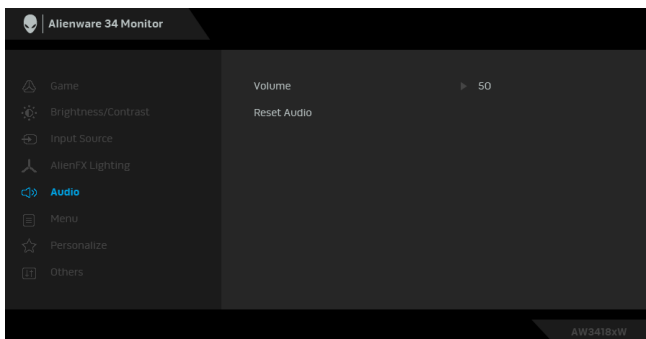 Alienware 34 Monitor
Game
Brightness/Contrast
Input Source
AlienFX Lighting
Audio
Menu
Personalize
Others
Volume 50
Reset Audio
AW3418xW